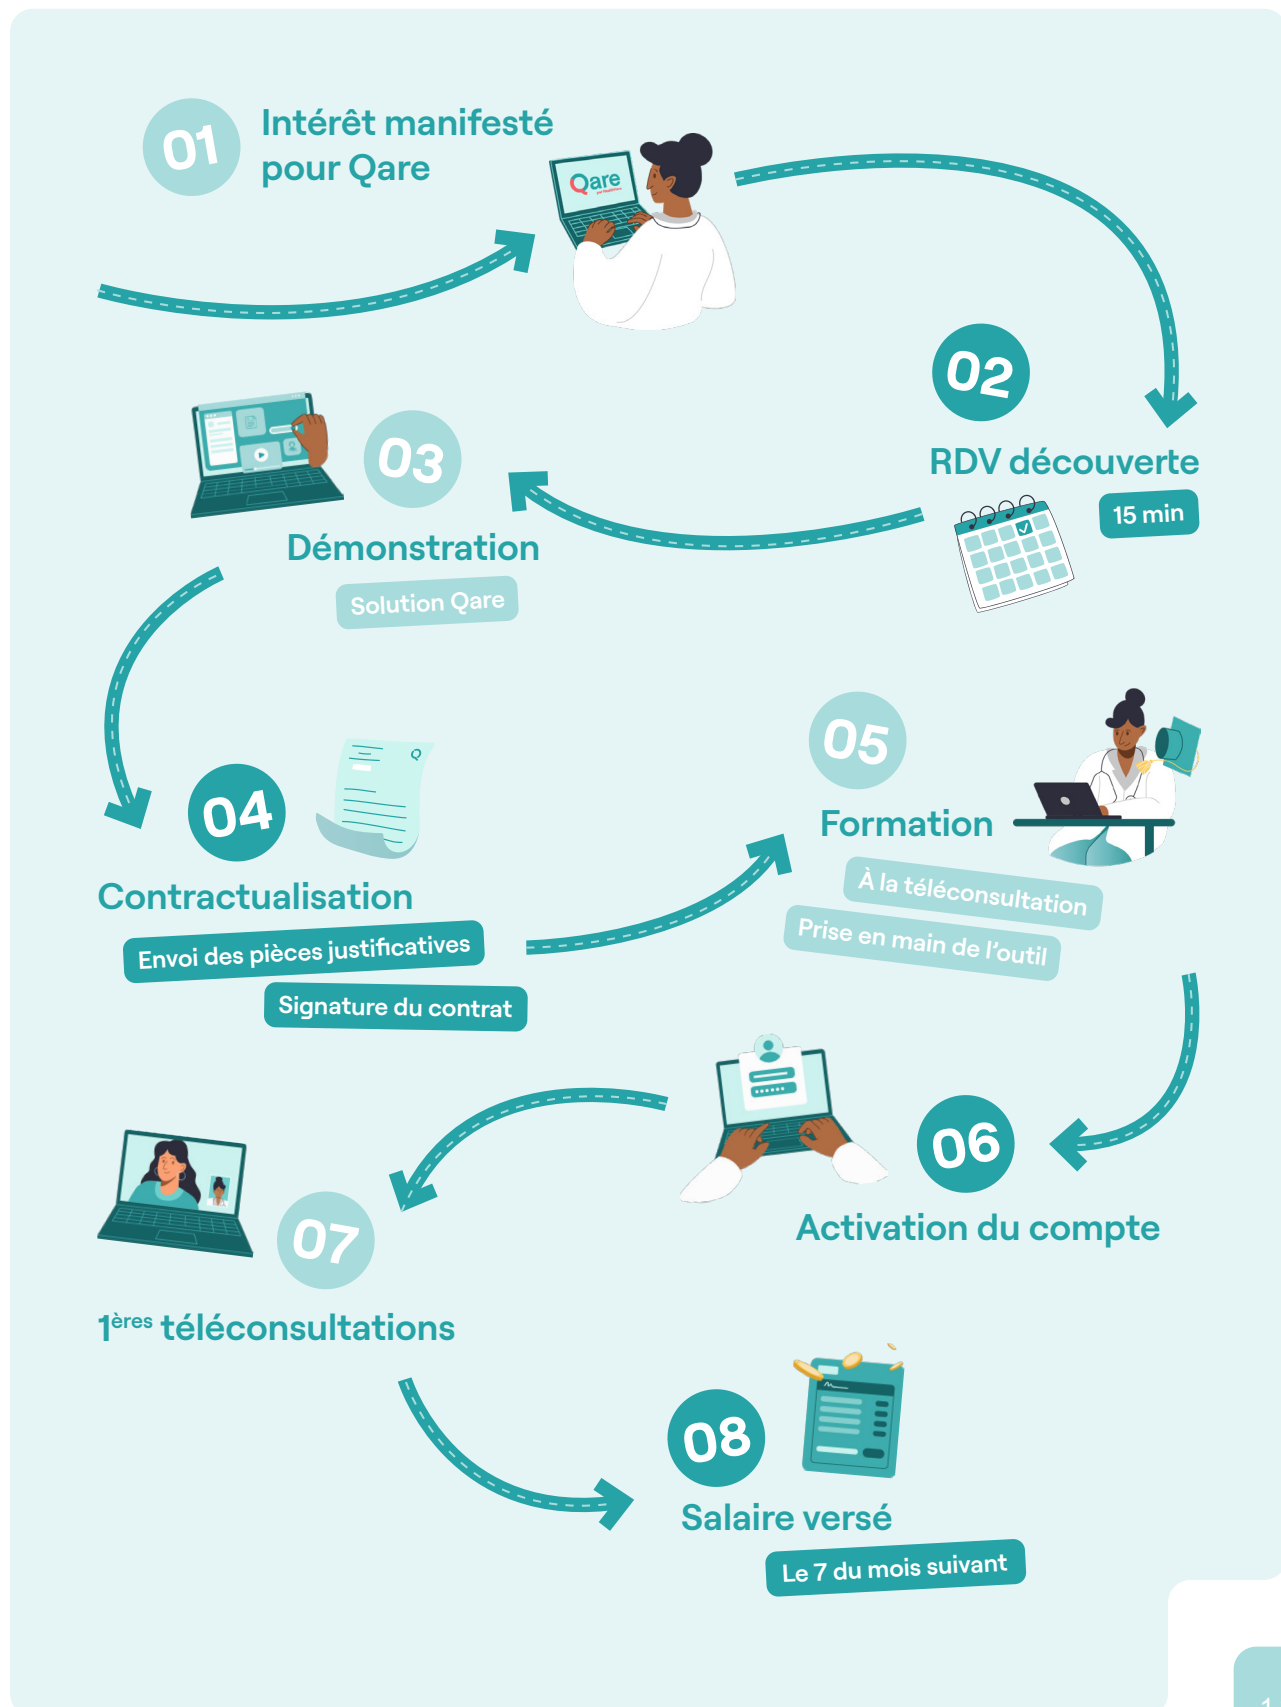 01
Intérêt manifesté
pour Qare
Qare
02
RDV découverte
15 min
03
Démonstration
Solution Qare
04
Contractualisation
Envoi des pièces justificatives
Signature du contrat
05
Formation
À la téléconsultation
Prise en main de l’outil
06
Activation du compte
07
1ères téléconsultations
08
Salaire versé
Le 7 du mois suivant